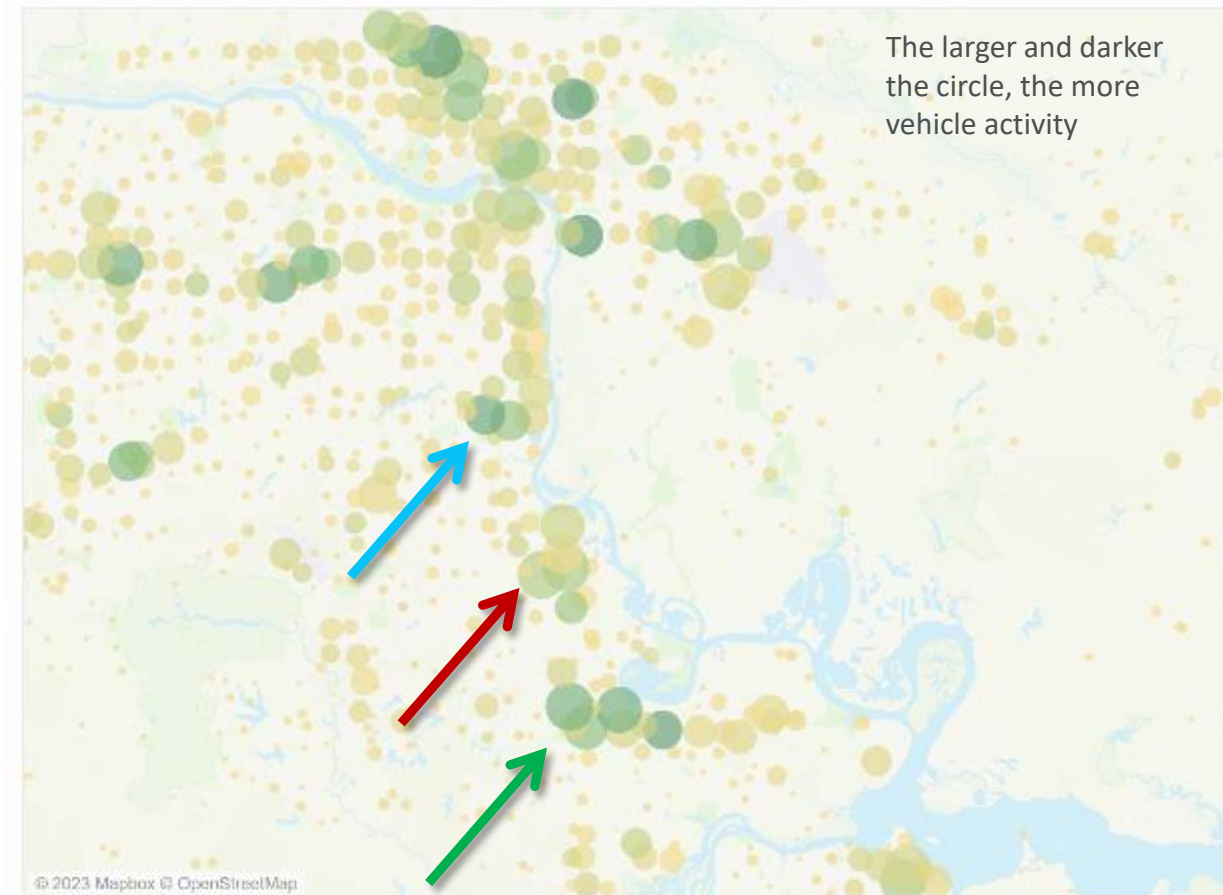 The larger and darker
the circle, the more
vehicle activity
© 2023 Mapbox © OpenStreetMap